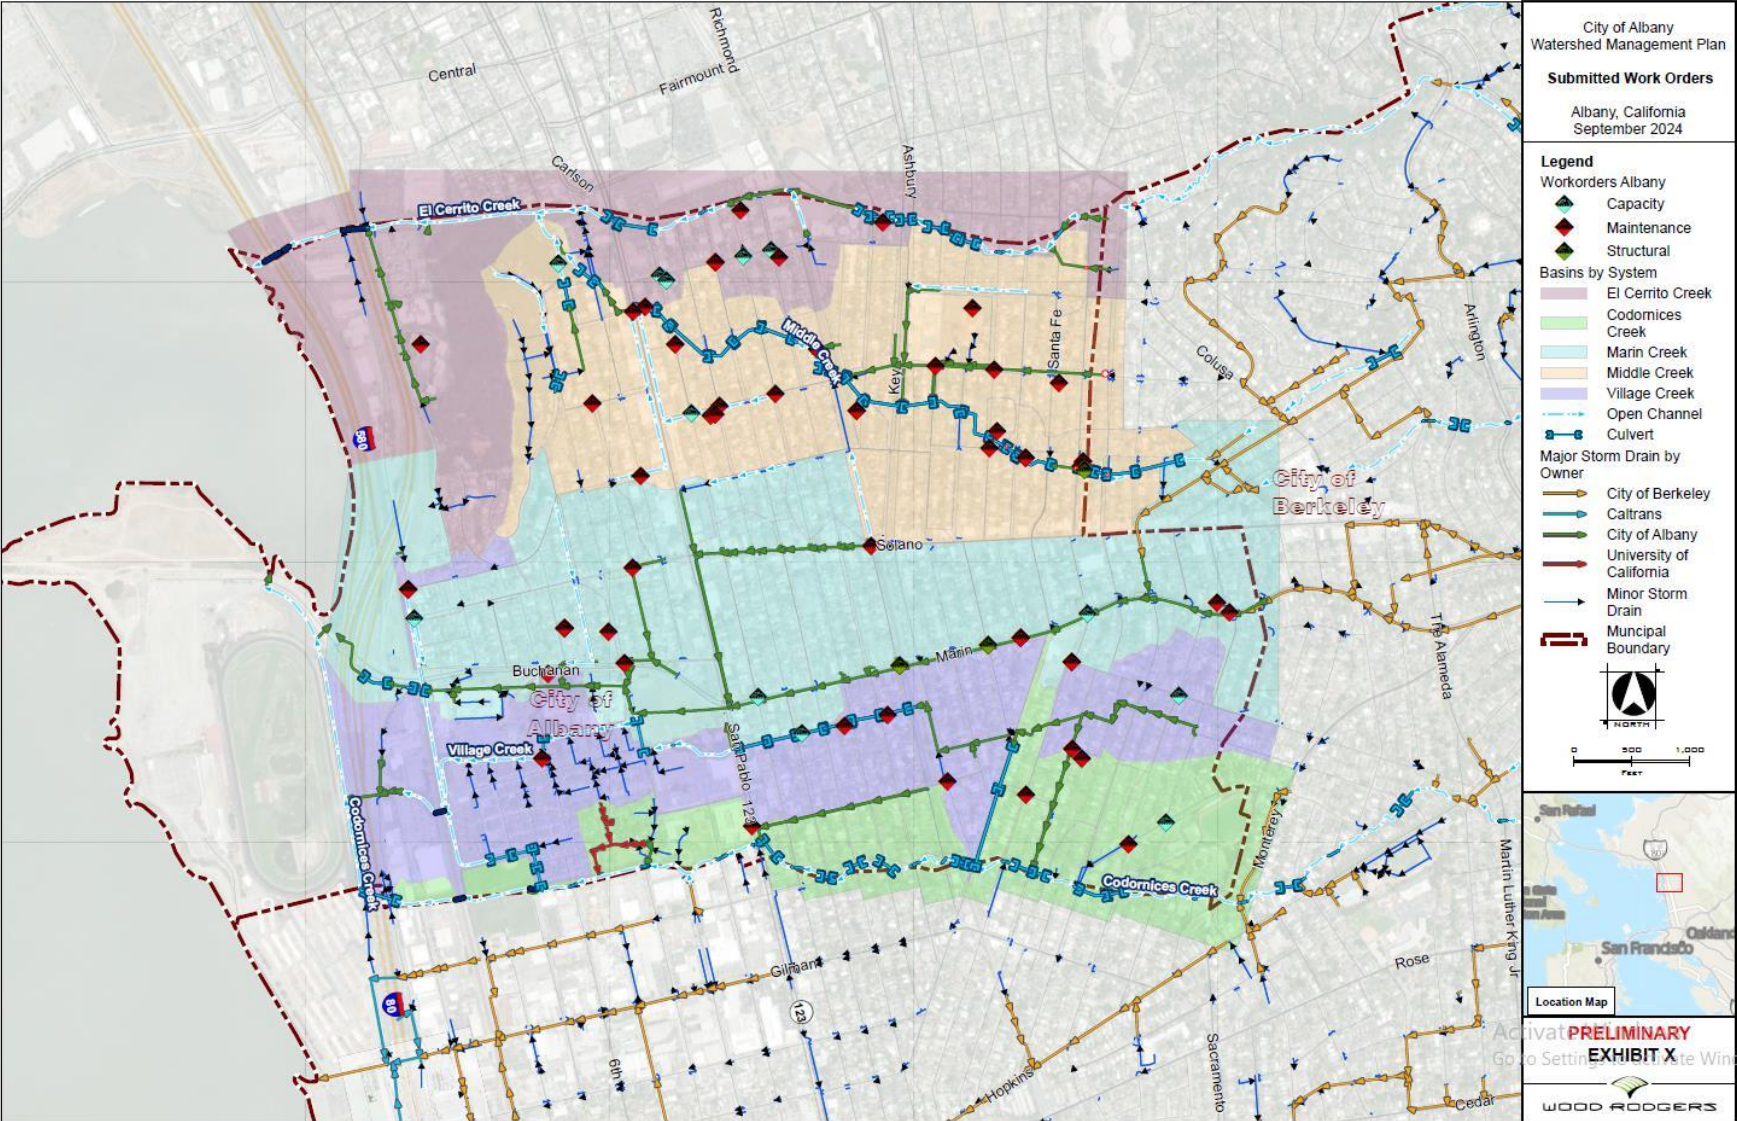 Richmond
Central
Fairmount
Carlson
Ashbury
El Cerrito Creek
Arlington
Santa Fe
Middle Creek
Colusa
Key
580
City of
Berkeley
Solano
The Alameda
Marin
Buchanan
City of
Albany
Village Creek
San Pablo 123
Codornices Creek
Monterey
Codornices Creek
Martin Luther King Jr
Gilman
Rose
80
123
6th
Hopkins
Sacramento
Cedar
City of Albany
Watershed Management Plan
Submitted Work Orders
Albany, California
September 2024
Legend
Workorders Albany
Capacity
Maintenance
Structural
Basins by System
El Cerrito Creek
Codornices
Creek
Marin Creek
Middle Creek
Village Creek
Open Channel
Culvert
Major Storm Drain by
Owner
City of Berkeley
Caltrans
City of Albany
University of
California
Minor Storm
Drain
Muncipal
Boundary
NORTH
0 500 1,000
FEET
San Rafael
80
Oakland
San Francisco
Location Map
PRELIMINARY
EXHIBIT X
WOOD RODGERS